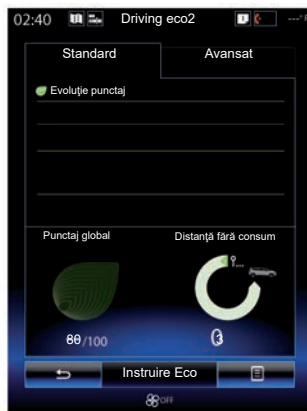 02:40 Driving eco2 ---°F
Standard Avansat
Evoluţie punctaj
Punctaj global Distanţă fără consum
/100
Instruire Eco
OFF